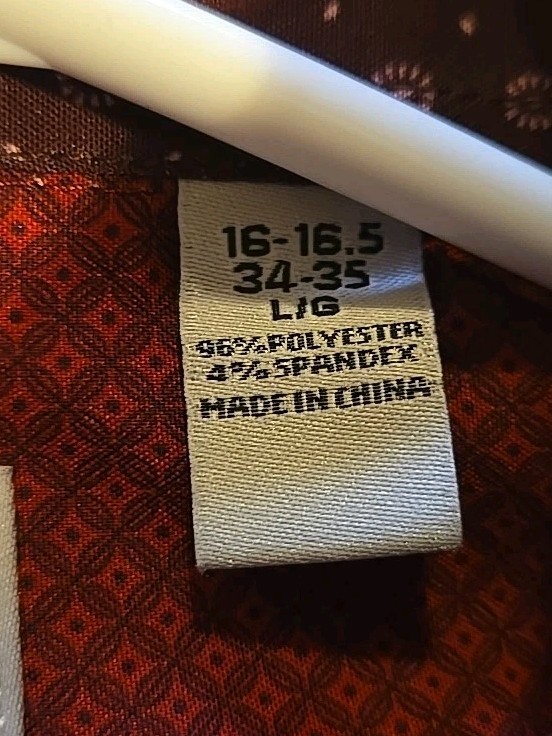 16-16.5
34-35
L/G
96%POLYESTER
4%SPANDEX
MADE IN CHINA